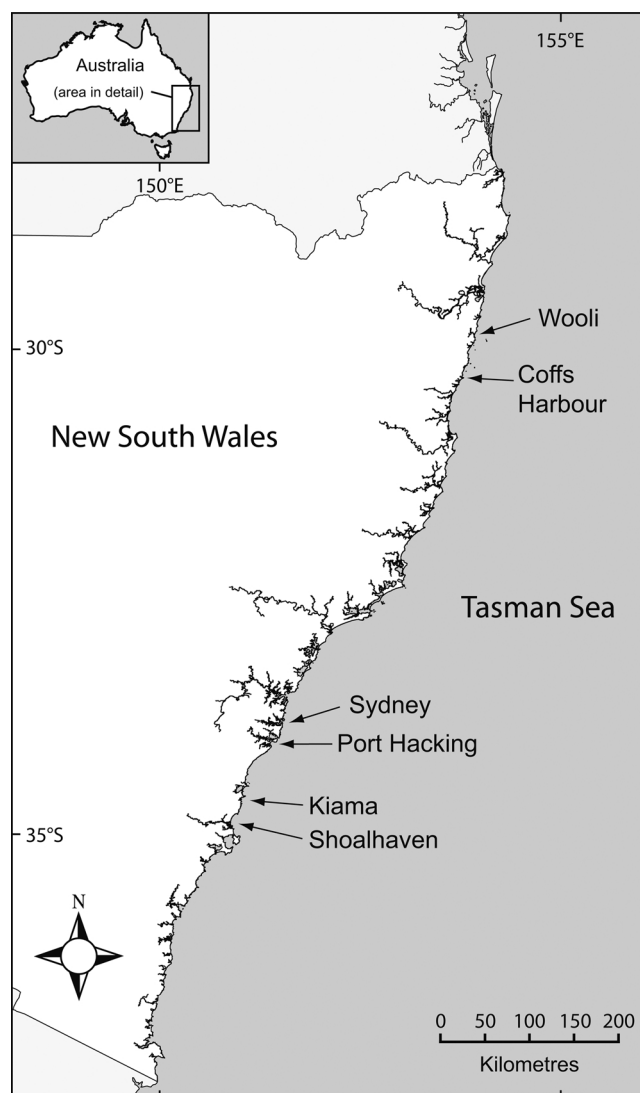 155°E
Australia
(area in detail)
150°E
Wooli
30°S
Coffs
Harbour
New South Wales
Tasman Sea
Sydney
Port Hacking
Kiama
35°S
Shoalhaven
N
0 50 100 150 200
Kilometres